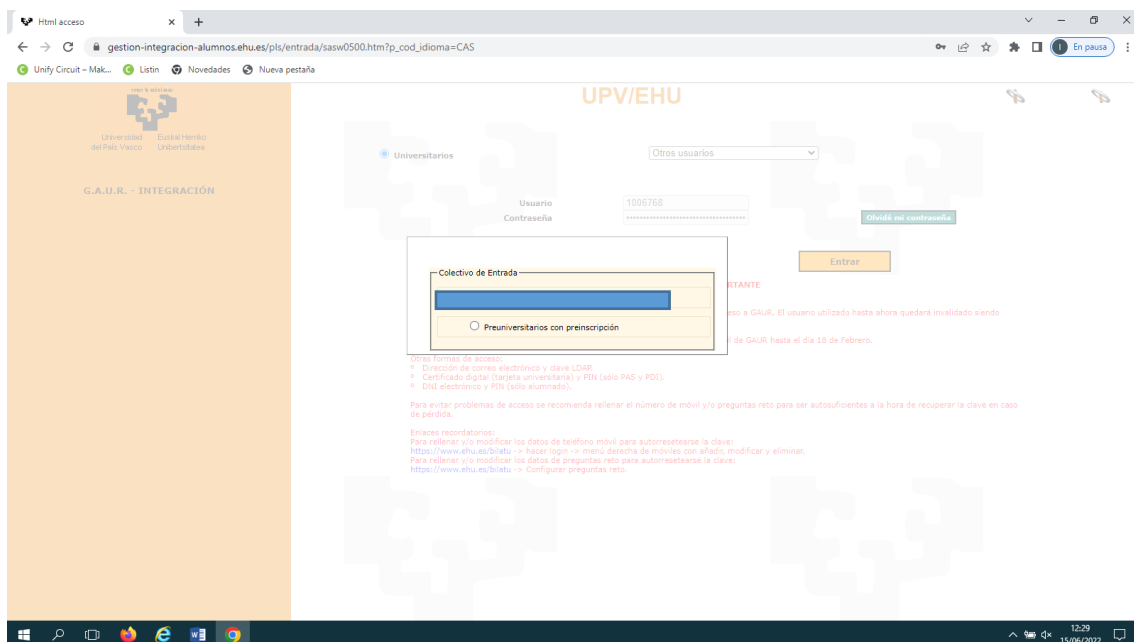 Html acceso
gestion-integracion-alumnos.ehu.es/pls/entrada/sasw0500.htm?p_cod_idioma=CAS
En pausa
Unify Circuit – Mak...
Listin
Novedades
Nueva pestaña
UPV/EHU
Universidad Euskal Herriko
del País Vasco Unibertsitatea
G.A.U.R. - INTEGRACIÓN
Universitarios
Otros usuarios
Usuario
1006768
Contraseña
Olvidé mi contraseña
Entrar
Colectivo de Entrada
Preuniversitarios con preinscripción
RTANTE
eso a GAUR. El usuario utilizado hasta ahora quedará invalidado siendo
de GAUR hasta el día 18 de Febrero.
Otras formas de acceso:
Dirección de correo electrónico y clave LDAP.
Certificado digital (tarjeta universitaria) y PIN (sólo PAS y PDI).
DNI electrónico y PIN (sólo alumnado).
Para evitar problemas de acceso se recomienda rellenar el número de móvil y/o preguntas reto para ser autosuficientes a la hora de recuperar la clave en caso
de pérdida.
Enlaces recordatorios:
Para rellenar y/o modificar los datos de teléfono móvil para autorresetearse la clave:
https://www.ehu.es/bilatu -> hacer login -> menú derecha de móviles con añadir, modificar y eliminar.
Para rellenar y/o modificar los datos de preguntas reto para autorresetearse la clave:
https://www.ehu.es/bilatu -> Configurar preguntas reto.
12:29
15/06/2022